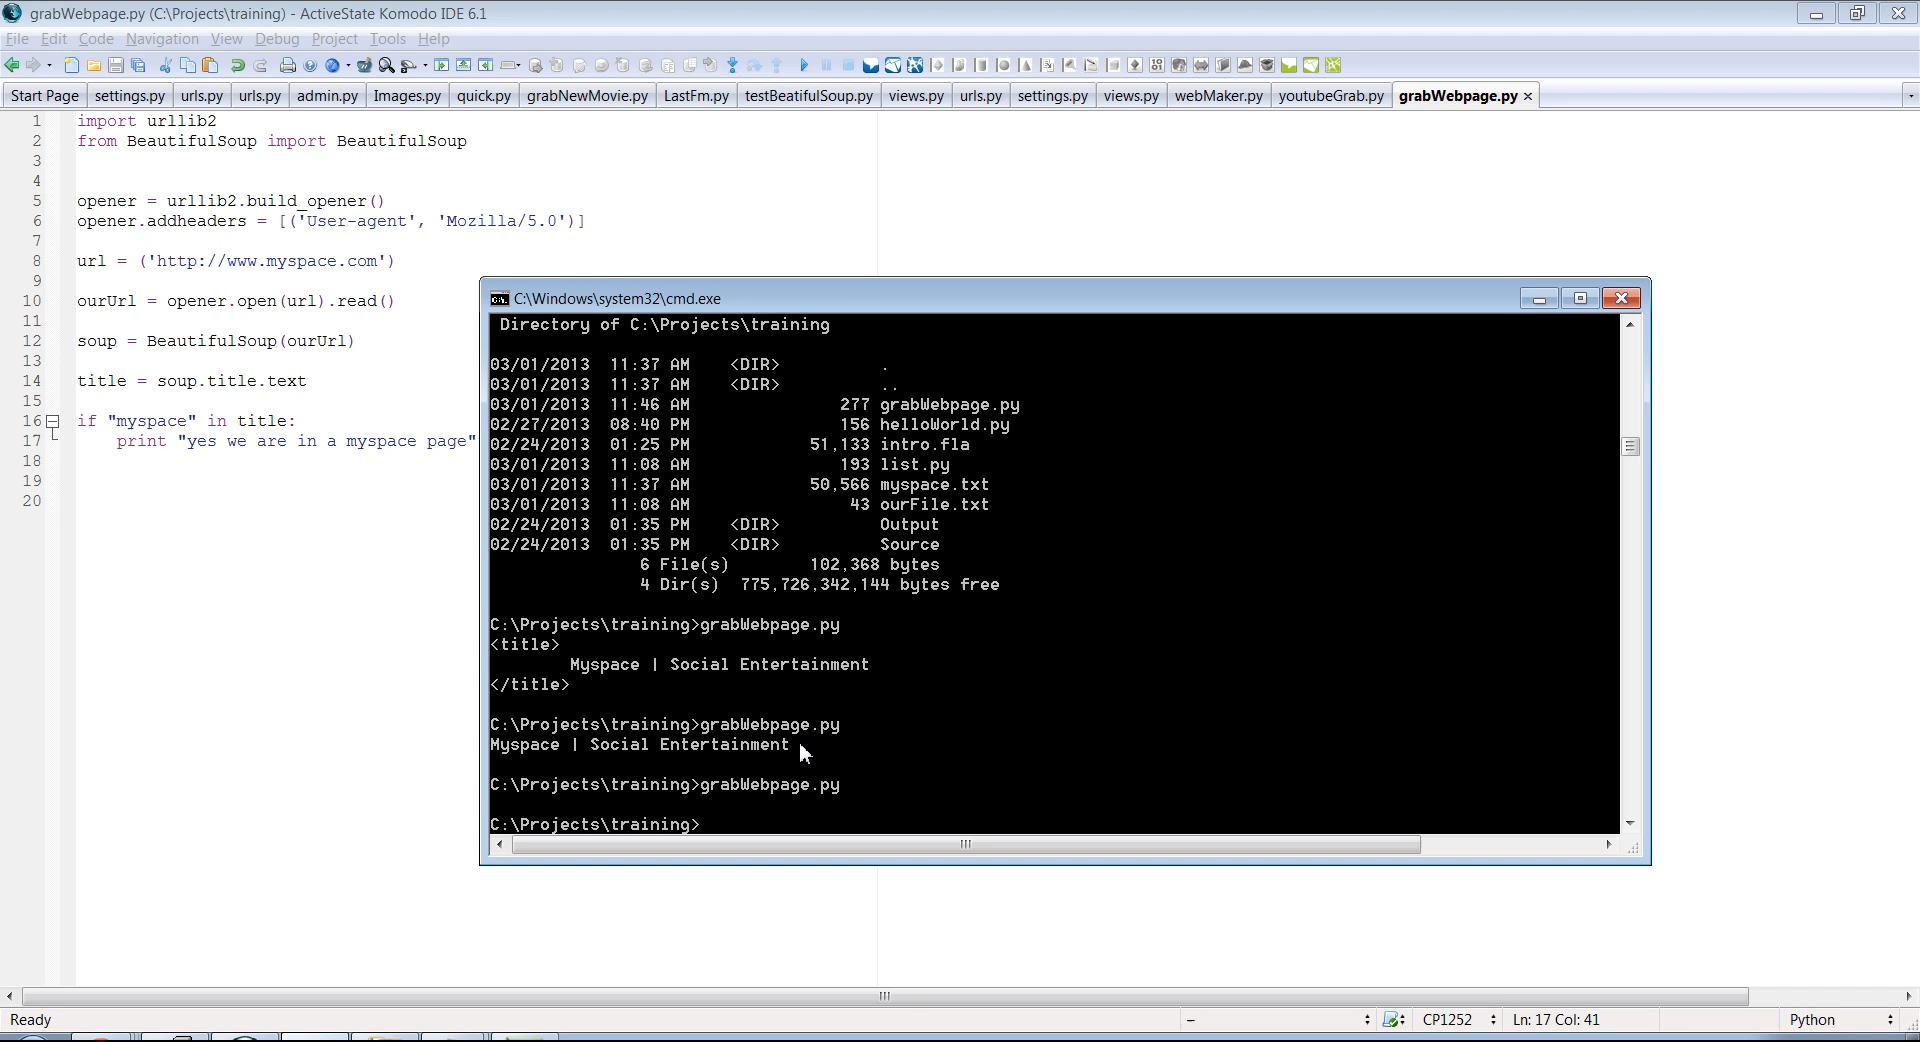 grabWebpage.py (C:\Projects\training) - ActiveState Komodo IDE 6.1
File Edit Code Navigation View Debug Project Tools Help
Start Page settings.py urls.py urls.py admin.py Images.py quick.py grabNewMovie.py LastFm.py testBeatifulSoup.py views.py urls.py settings.py views.py webMaker.py youtubeGrab.py grabWebpage.py
1 import urllib2
2 from BeautifulSoup import BeautifulSoup
3
4
5 opener = urllib2.build_opener()
6 opener.addheaders = [('User-agent', 'Mozilla/5.0')]
7
8 url = ('http://www.myspace.com')
9
10 ourUrl = opener.open(url).read()
11
12 soup = BeautifulSoup(ourUrl)
13
14 title = soup.title.text
15
16 if "myspace" in title:
17 print "yes we are in a myspace page"
18
19
20
C:\Windows\system32\cmd.exe
Directory of C:\Projects\training
03/01/2013 11:37 AM <DIR> .
03/01/2013 11:37 AM <DIR> ..
03/01/2013 11:46 AM 277 grabWebpage.py
02/27/2013 08:40 PM 156 helloWorld.py
02/24/2013 01:25 PM 51,133 intro.fla
03/01/2013 11:08 AM 193 list.py
03/01/2013 11:37 AM 50,566 myspace.txt
03/01/2013 11:08 AM 43 ourFile.txt
02/24/2013 01:35 PM <DIR> Output
02/24/2013 01:35 PM <DIR> Source
6 File(s) 102,368 bytes
4 Dir(s) 775,726,342,144 bytes free
C:\Projects\training>grabWebpage.py
<title>
Myspace | Social Entertainment
</title>
C:\Projects\training>grabWebpage.py
Myspace | Social Entertainment
C:\Projects\training>grabWebpage.py
C:\Projects\training>
Ready - CP1252 Ln: 17 Col: 41 Python